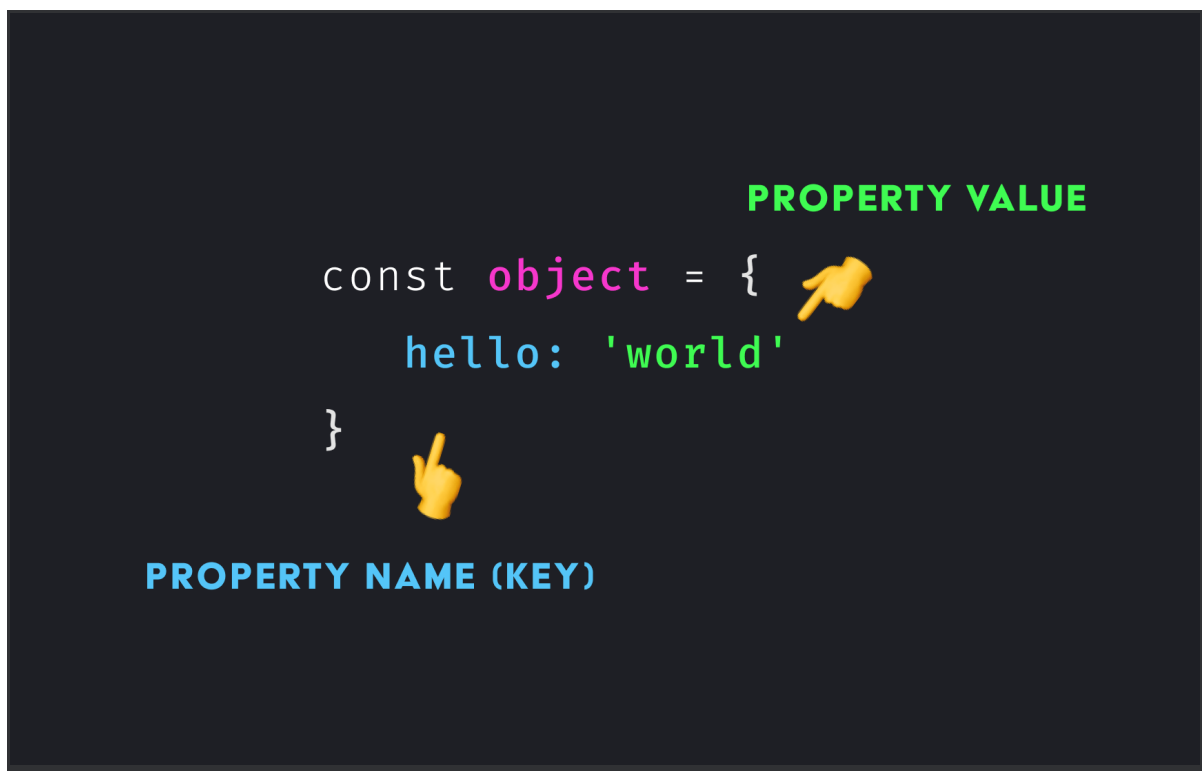 PROPERTY VALUE
const object = {
hello: 'world'
}
PROPERTY NAME (KEY)